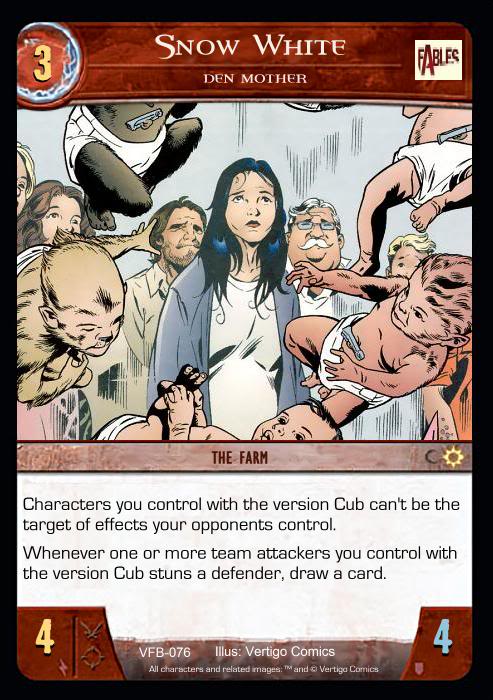 3
SNOW WHITE
DEN MOTHER
FABLES
THE FARM
Characters you control with the version Cub can't be the
target of effects your opponents control.
Whenever one or more team attackers you control with
the version Cub stuns a defender, draw a card.
4
4
VFB-076 Illus: Vertigo Comics
All characters and related images: ™ and © Vertigo Comics